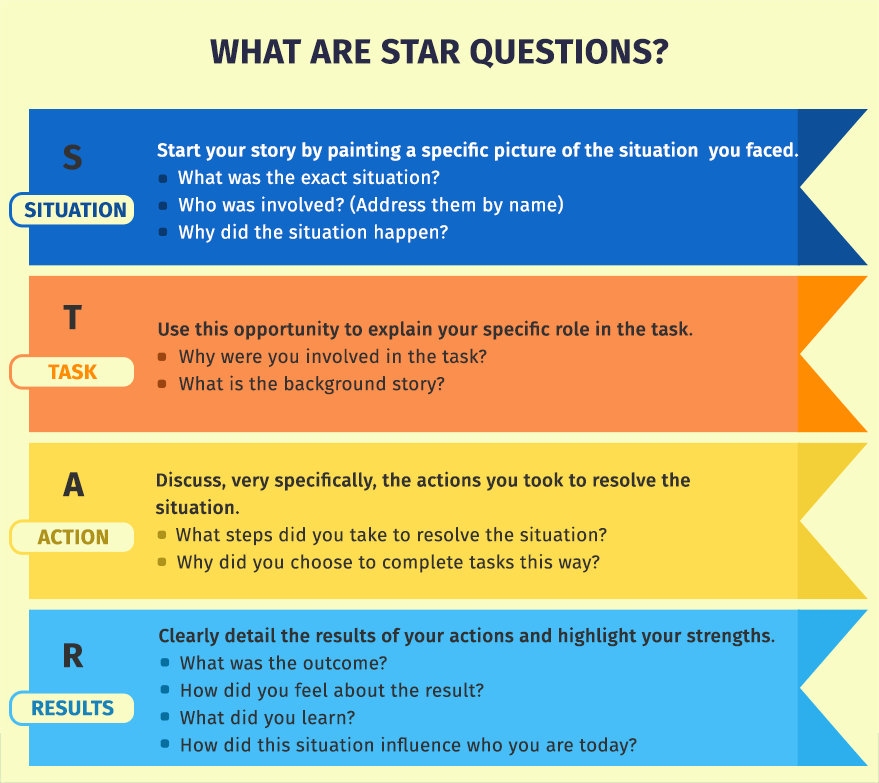 WHAT ARE STAR QUESTIONS?
S
SITUATION
Start your story by painting a specific picture of the situation  you faced.
What was the exact situation?
Who was involved? (Address them by name)
Why did the situation happen?
T
TASK
Use this opportunity to explain your specific role in the task.
Why were you involved in the task?
What is the background story?
A
ACTION
Discuss, very specifically, the actions you took to resolve the
situation.
What steps did you take to resolve the situation?
Why did you choose to complete tasks this way?
R
RESULTS
Clearly detail the results of your actions and highlight your strengths.
What was the outcome?
How did you feel about the result?
What did you learn?
How did this situation influence who you are today?